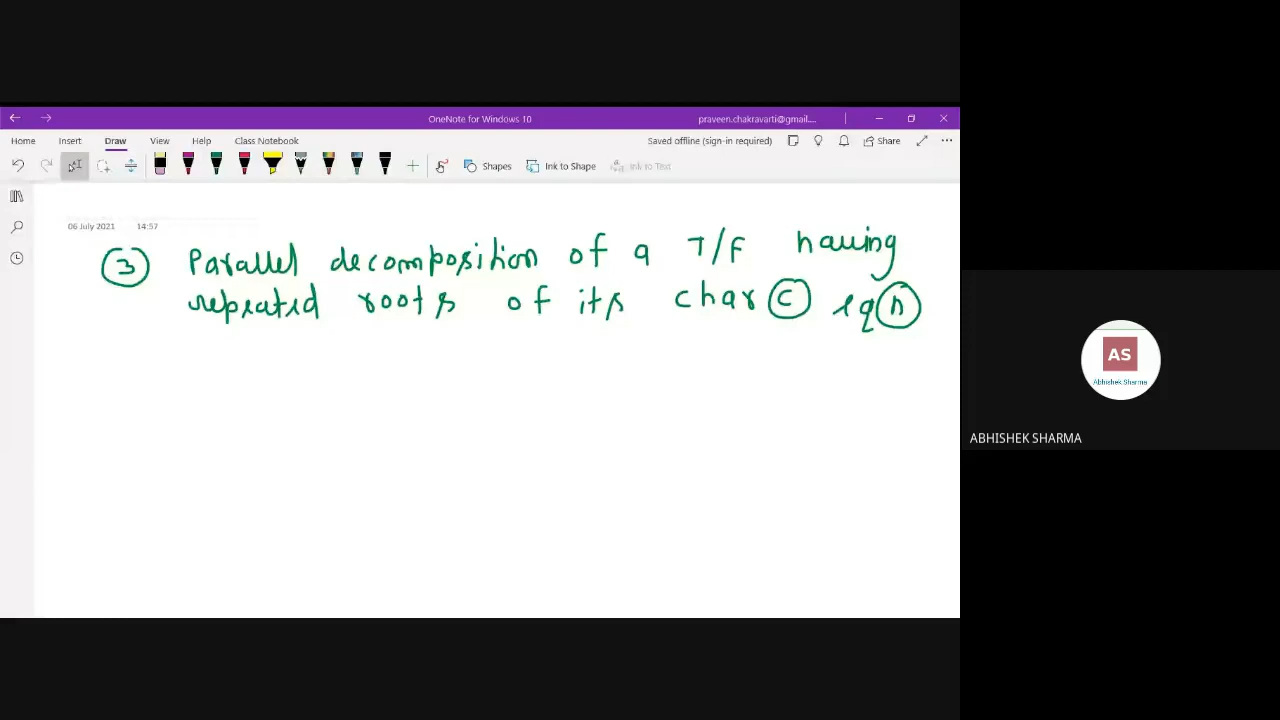 OneNote for Windows 10
praveen.chakravarti@gmail....
Home Insert Draw View Help Class Notebook
Saved offline (sign-in required) Share
Shapes Ink to Shape Ink to Text
06 July 2021 14:57
3 Parallel decomposition of a T/F having
repeated roots of its char c eq n
AS
Abhishek Sharma
ABHISHEK SHARMA